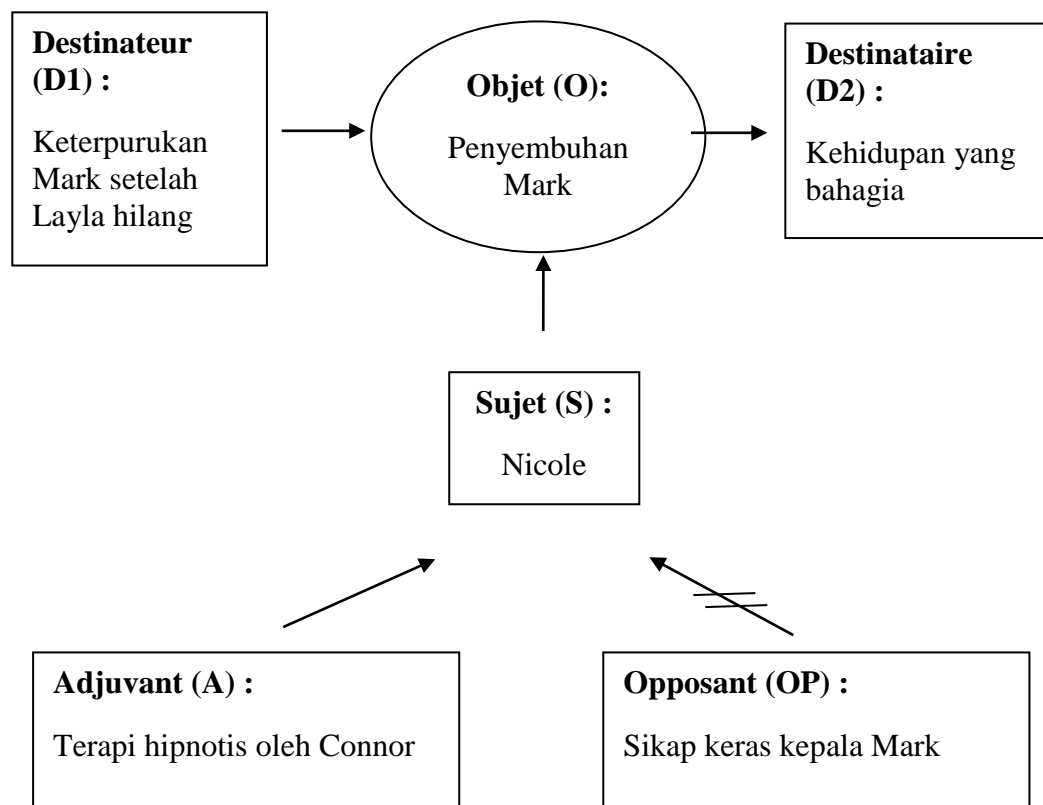 Destinateur
(D1) :
Keterpurukan
Mark setelah
Layla hilang
Objet (O):
Penyembuhan
Mark
Destinataire
(D2) :
Kehidupan yang
bahagia
Sujet (S) :
Nicole
Adjuvant (A) :
Terapi hipnotis oleh Connor
Opposant (OP) :
Sikap keras kepala Mark